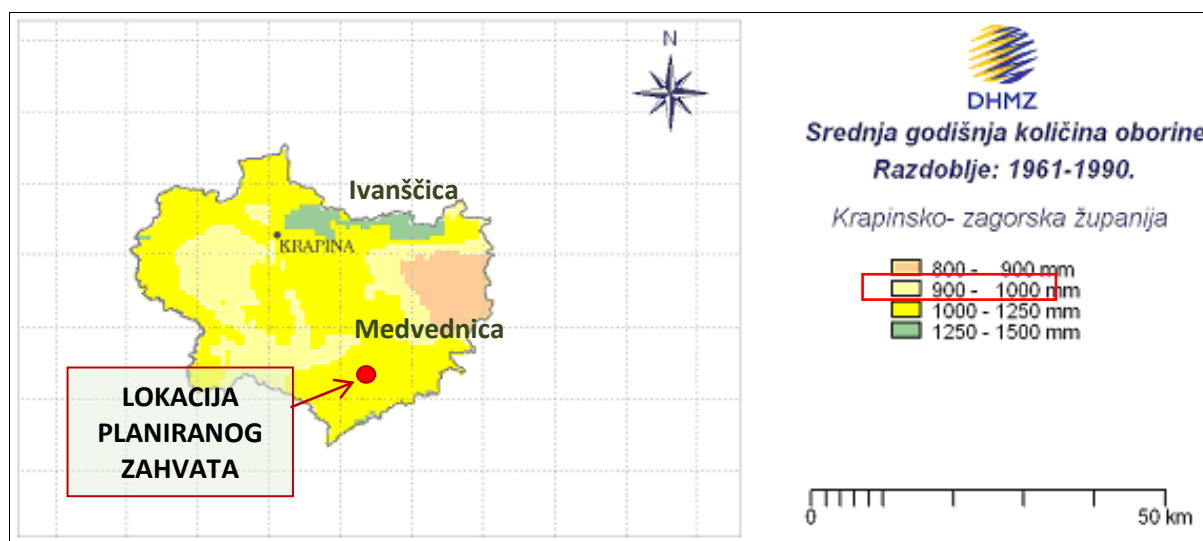 N
Ivanščica
KRAPINA
Medvednica
LOKACIJA
PLANIRANOG
ZAHVATA
DHMZ
Srednja godišnja količina oborine
Razdoblje: 1961-1990.
Krapinsko- zagorska županija
800 - 900 mm
900 - 1000 mm
1000 - 1250 mm
1250 - 1500 mm
0 50 km